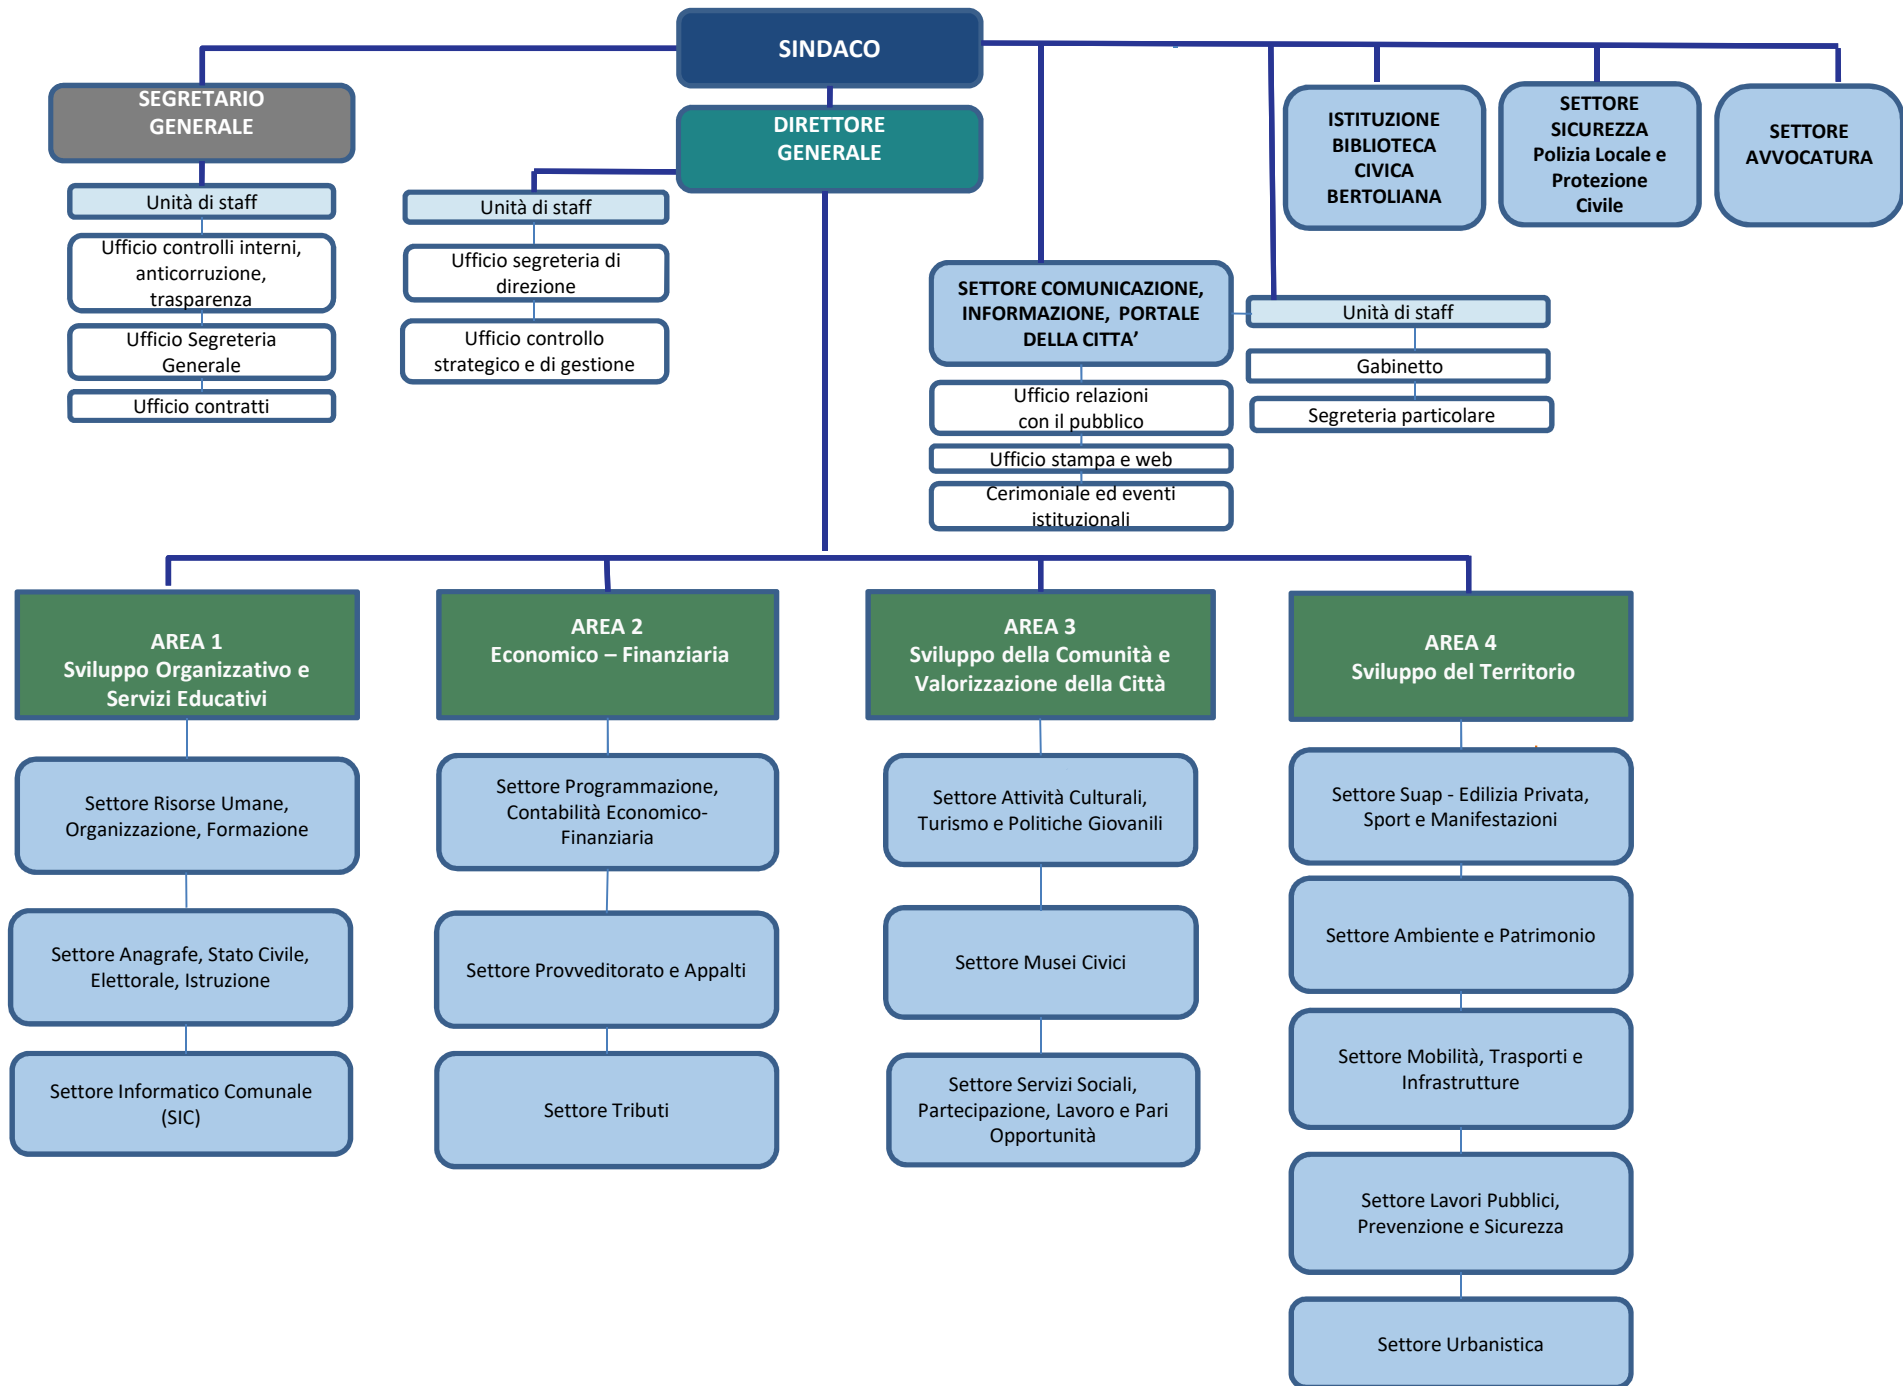 SINDACO
SEGRETARIO
GENERALE
DIRETTORE
GENERALE
ISTITUZIONE
BIBLIOTECA
CIVICA
BERTOLIANA
SETTORE
SICUREZZA
Polizia Locale e
Protezione
Civile
SETTORE
AVVOCATURA
Unità di staff
Ufficio controlli interni,
anticorruzione,
trasparenza
Ufficio Segreteria
Generale
Ufficio contratti
Unità di staff
Ufficio segreteria di
direzione
Ufficio controllo
strategico e di gestione
SETTORE COMUNICAZIONE,
INFORMAZIONE, PORTALE
DELLA CITTA’
Ufficio relazioni
con il pubblico
Ufficio stampa e web
Cerimoniale ed eventi
istituzionali
Unità di staff
Gabinetto
Segreteria particolare
AREA 1
Sviluppo Organizzativo e
Servizi Educativi
Settore Risorse Umane,
Organizzazione, Formazione
Settore Anagrafe, Stato Civile,
Elettorale, Istruzione
Settore Informatico Comunale
(SIC)
AREA 2
Economico – Finanziaria
Settore Programmazione,
Contabilità Economico-
Finanziaria
Settore Provveditorato e Appalti
Settore Tributi
AREA 3
Sviluppo della Comunità e
Valorizzazione della Città
Settore Attività Culturali,
Turismo e Politiche Giovanili
Settore Musei Civici
Settore Servizi Sociali,
Partecipazione, Lavoro e Pari
Opportunità
AREA 4
Sviluppo del Territorio
Settore Suap - Edilizia Privata,
Sport e Manifestazioni
Settore Ambiente e Patrimonio
Settore Mobilità, Trasporti e
Infrastrutture
Settore Lavori Pubblici,
Prevenzione e Sicurezza
Settore Urbanistica